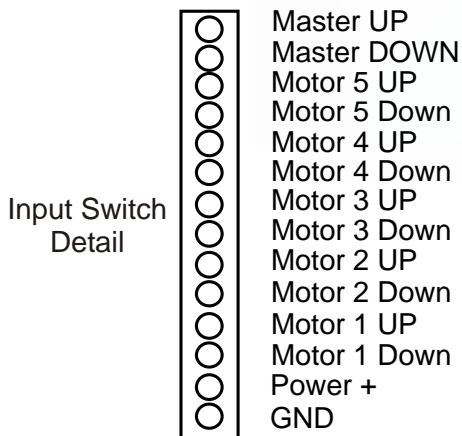 Master UP
Master DOWN
Motor 5 UP
Motor 5 Down
Motor 4 UP
Motor 4 Down
Motor 3 UP
Motor 3 Down
Motor 2 UP
Motor 2 Down
Motor 1 UP
Motor 1 Down
Power +
GND
Input Switch
Detail